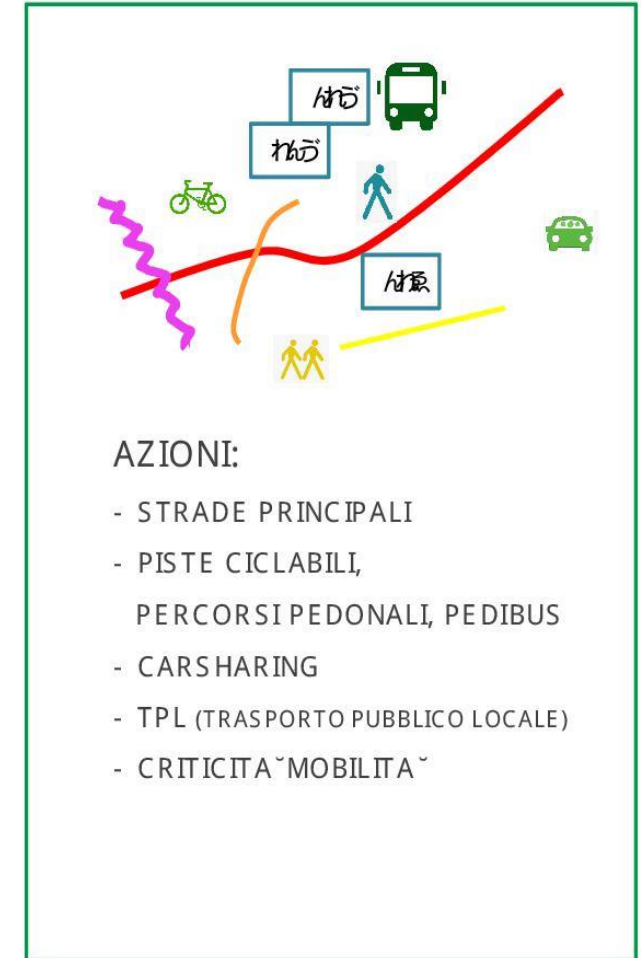 AZIONI:
- STRADE PRINCIPALI
- PISTE CICLABILI,
PERCORSI PEDONALI, PEDIBUS
- CARSHARING
- TPL (TRASPORTO PUBBLICO LOCALE)
- CRITICITA˘MOBILITA˘